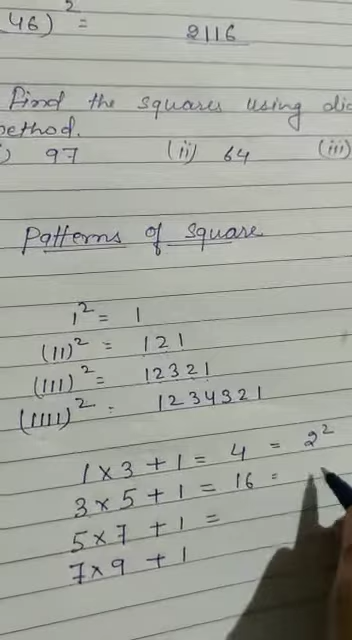 (46)² = 2116
Find the squares using
method.
97 (ii) 64 (iii)
Patterns of square
1² = 1
(11)² = 121
(111)² = 12321
(1111)² = 1234321
1 × 3 + 1 = 4 = 2²
3 × 5 + 1 = 16 =
5 × 7 + 1 =
7 × 9 + 1